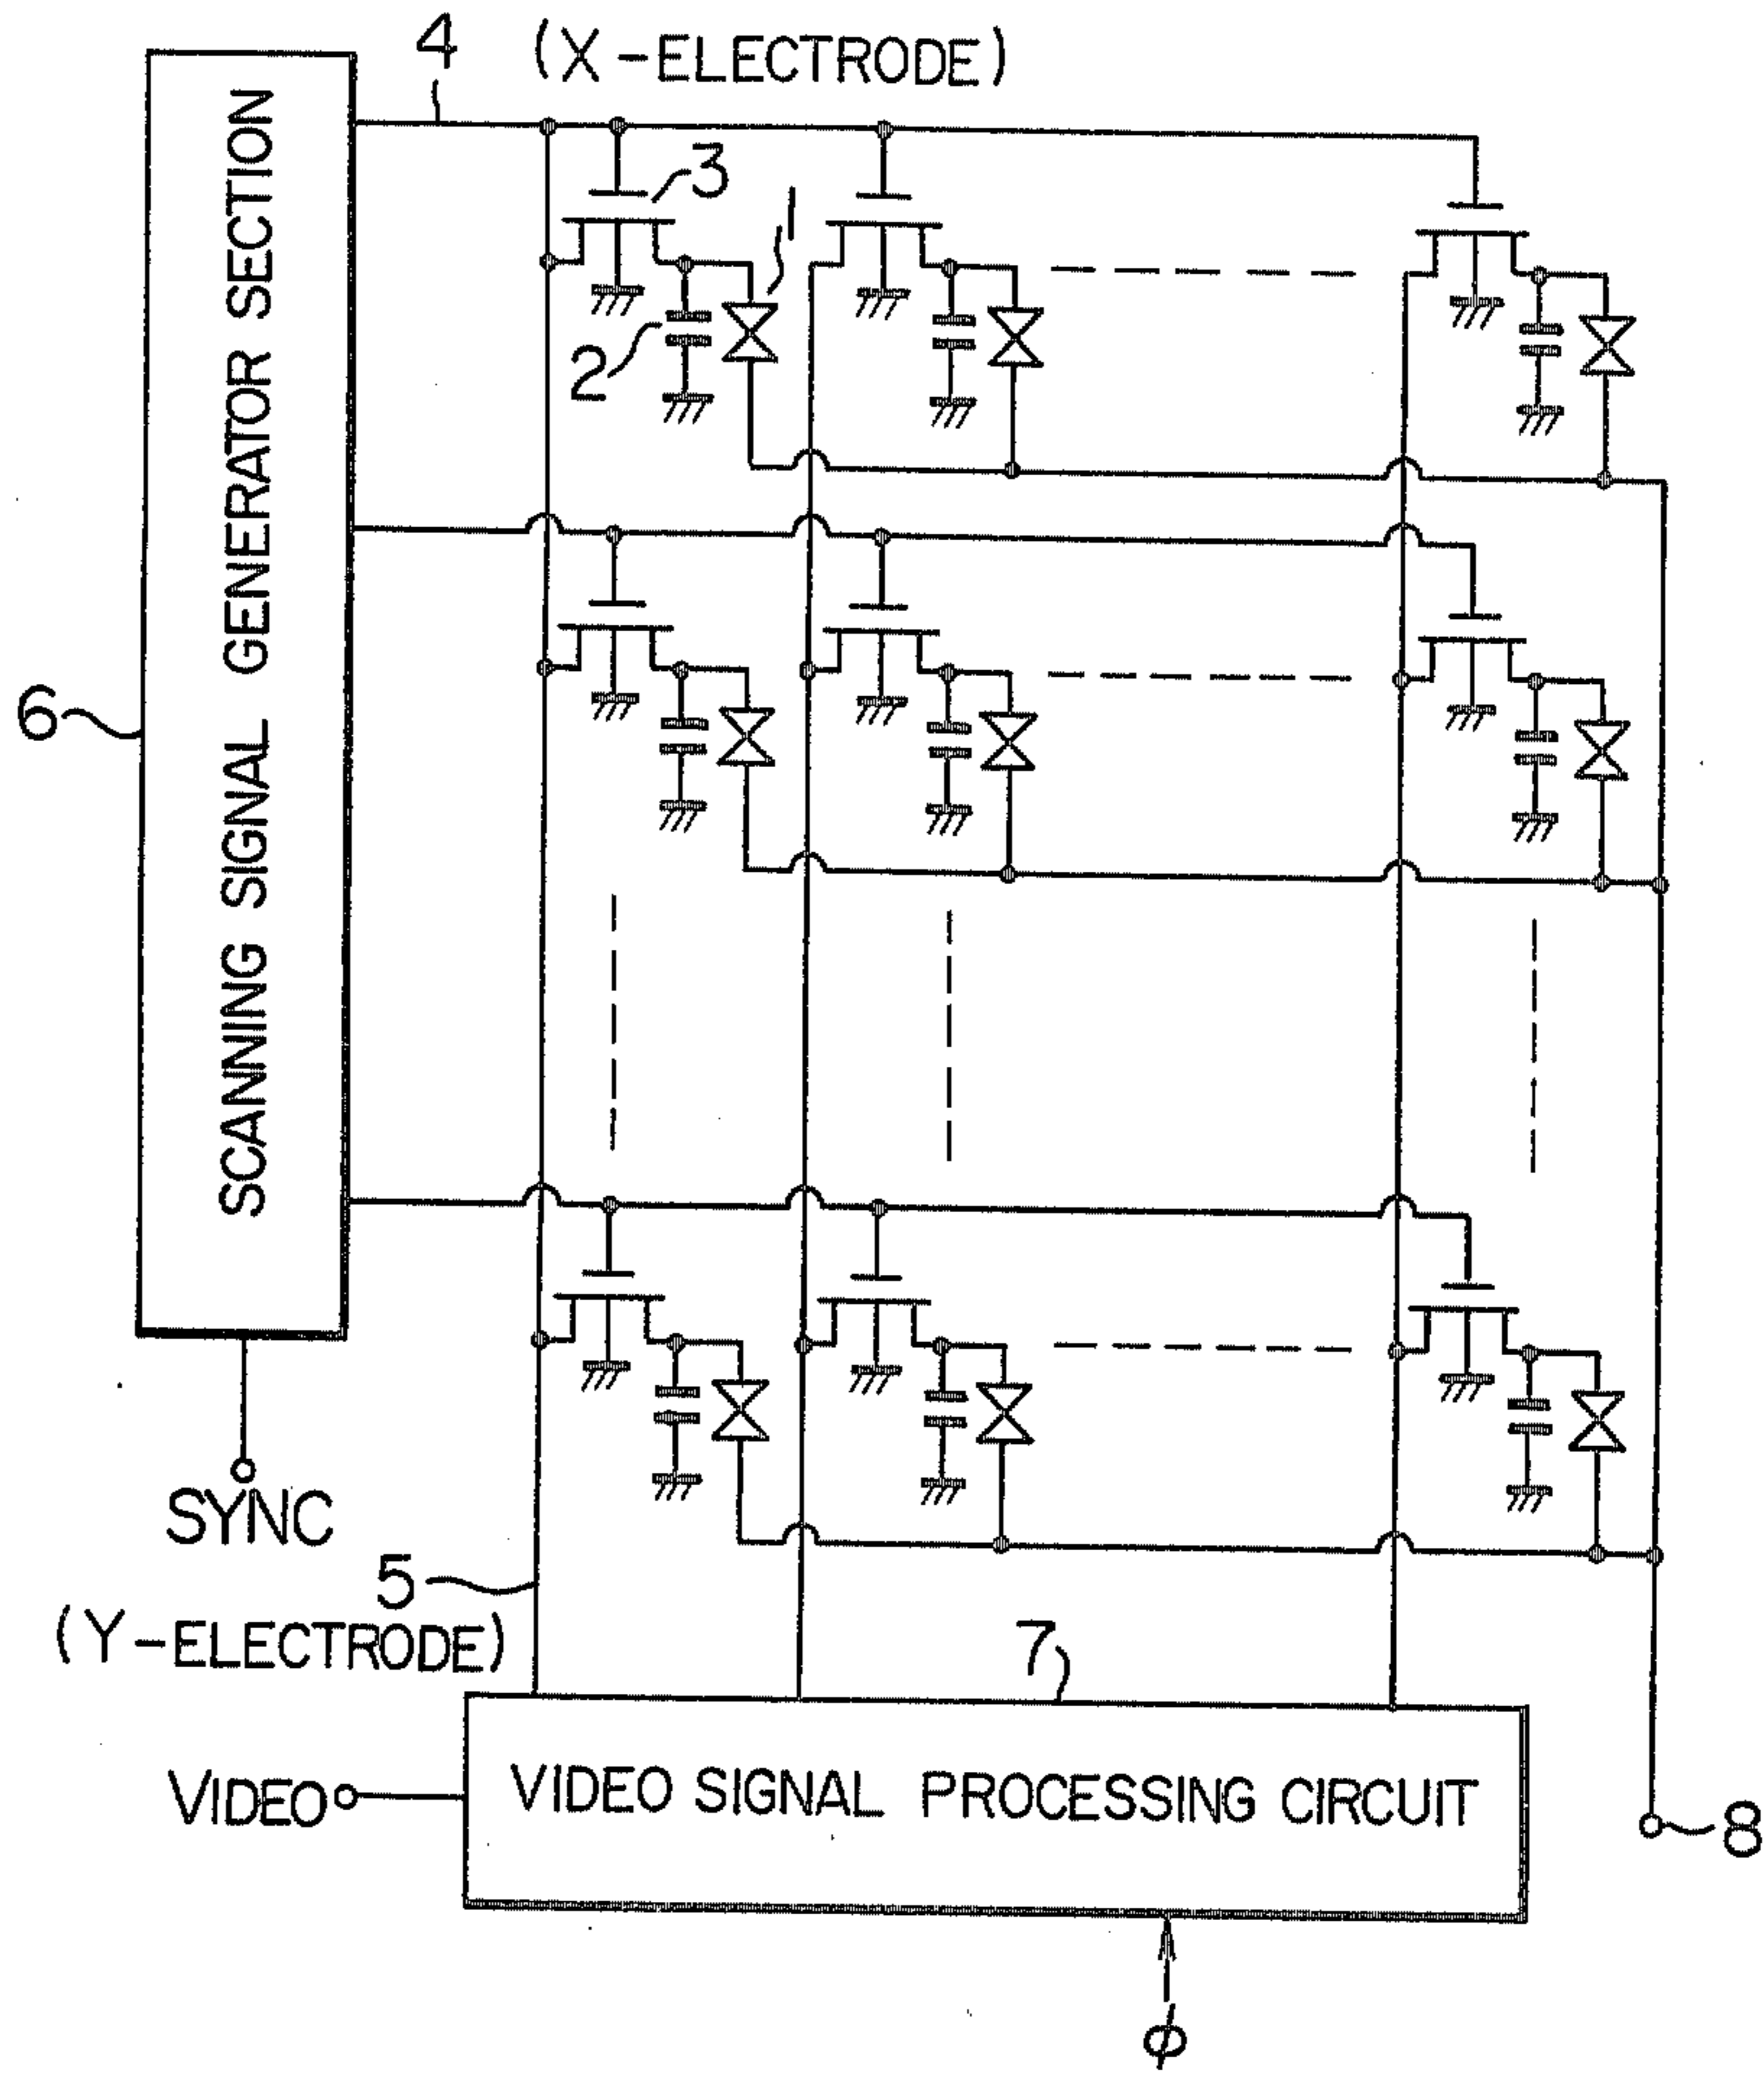 4 (X-ELECTRODE)
3
1
2
SCANNING SIGNAL GENERATOR SECTION
6
SYNC
5
(Y-ELECTRODE)
7
VIDEO
VIDEO SIGNAL PROCESSING CIRCUIT
8
φ